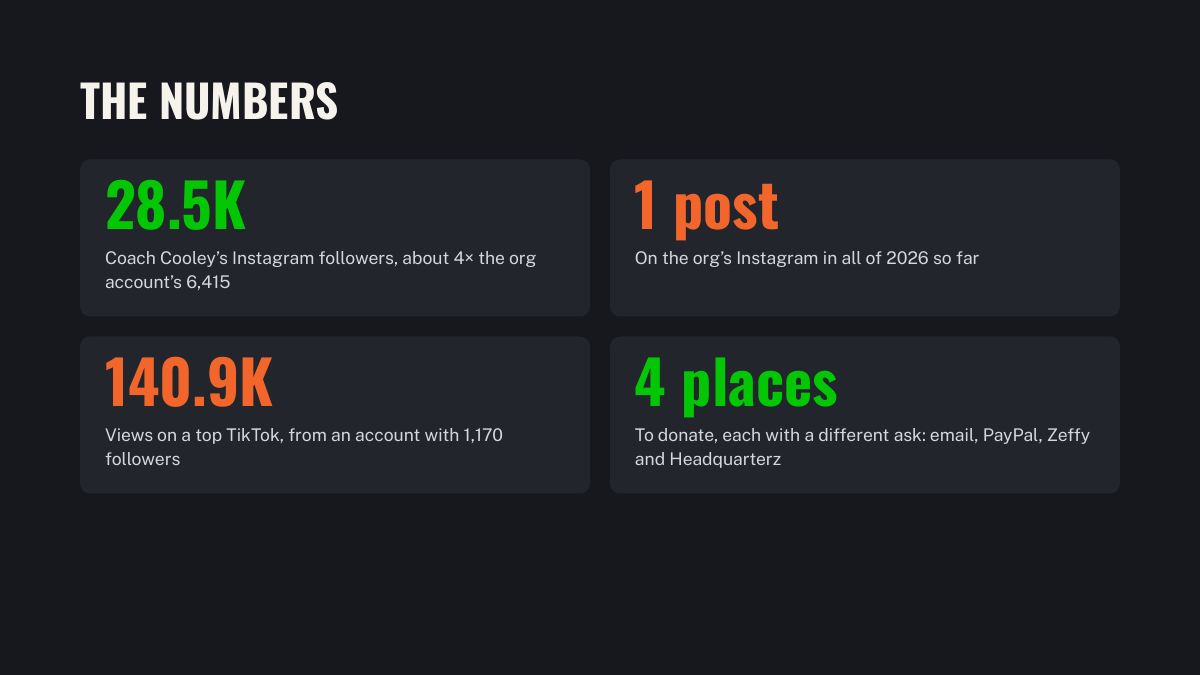 THE NUMBERS
28.5K
Coach Cooley’s Instagram followers, about 4× the org
account’s 6,415
1 post
On the org’s Instagram in all of 2026 so far
140.9K
Views on a top TikTok, from an account with 1,170
followers
4 places
To donate, each with a different ask: email, PayPal, Zeffy
and Headquarterz